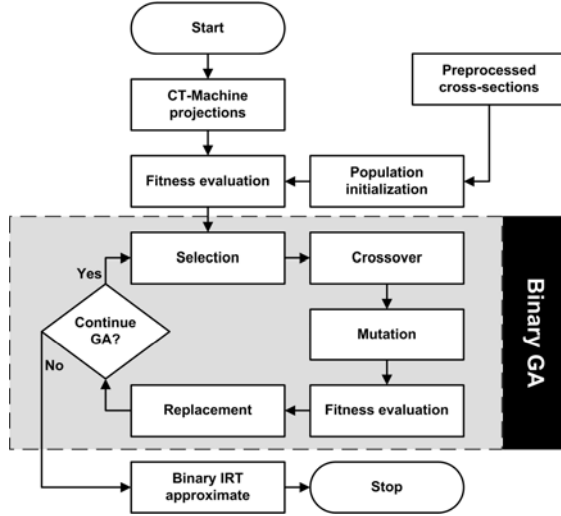 Start
CT-Machine
projections
Preprocessed
cross-sections
Fitness evaluation
Population
initialization
Selection
Crossover
Yes
Continue
GA?
Mutation
No
Replacement
Fitness evaluation
Binary GA
Binary IRT
approximate
Stop